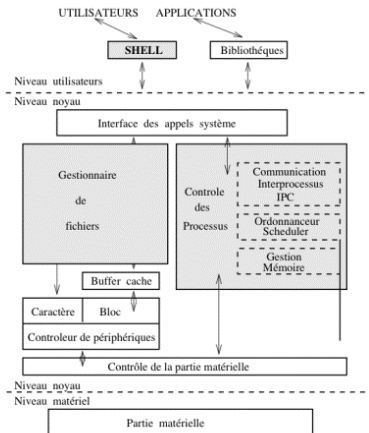 UTILISATEURS APPLICATIONS
SHELL
Bibliothéques
Niveau utilisateurs
Niveau noyau
Interface des appels système
Gestionnaire
de
fichiers
Controle
des
Processus
Communication
Interprocessus
IPC
Ordonnanceur
Scheduler
Gestion
Mémoire
Buffer cache
Caractère Bloc
Controleur de périphériques
Contrôle de la partie matérielle
Niveau noyau
Niveau matériel
Partie matérielle